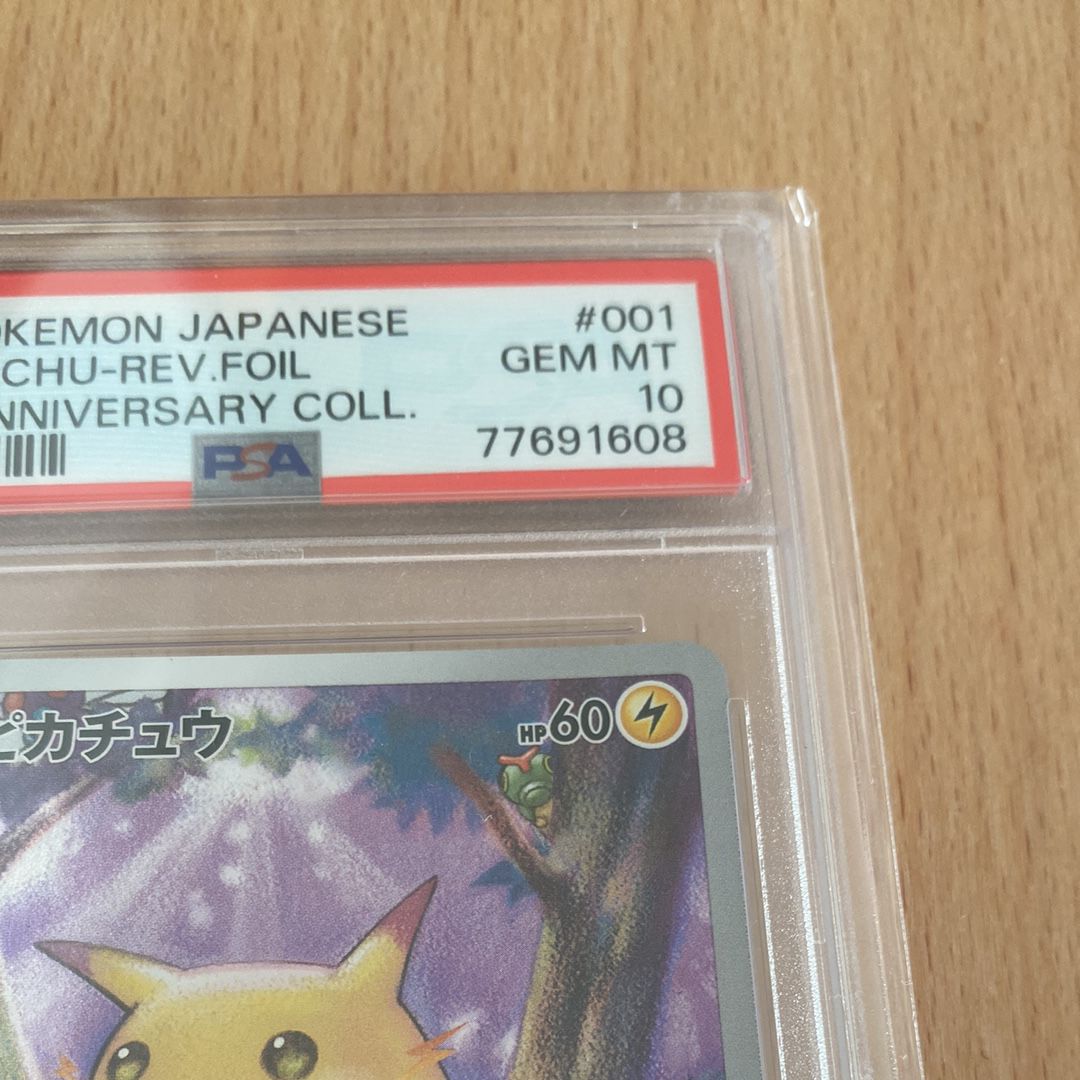 OKEMON JAPANESE #001
CHU-REV.FOIL GEM MT
NNIVERSARY COLL. 10
PSA 77691608
ピカチュウ HP60